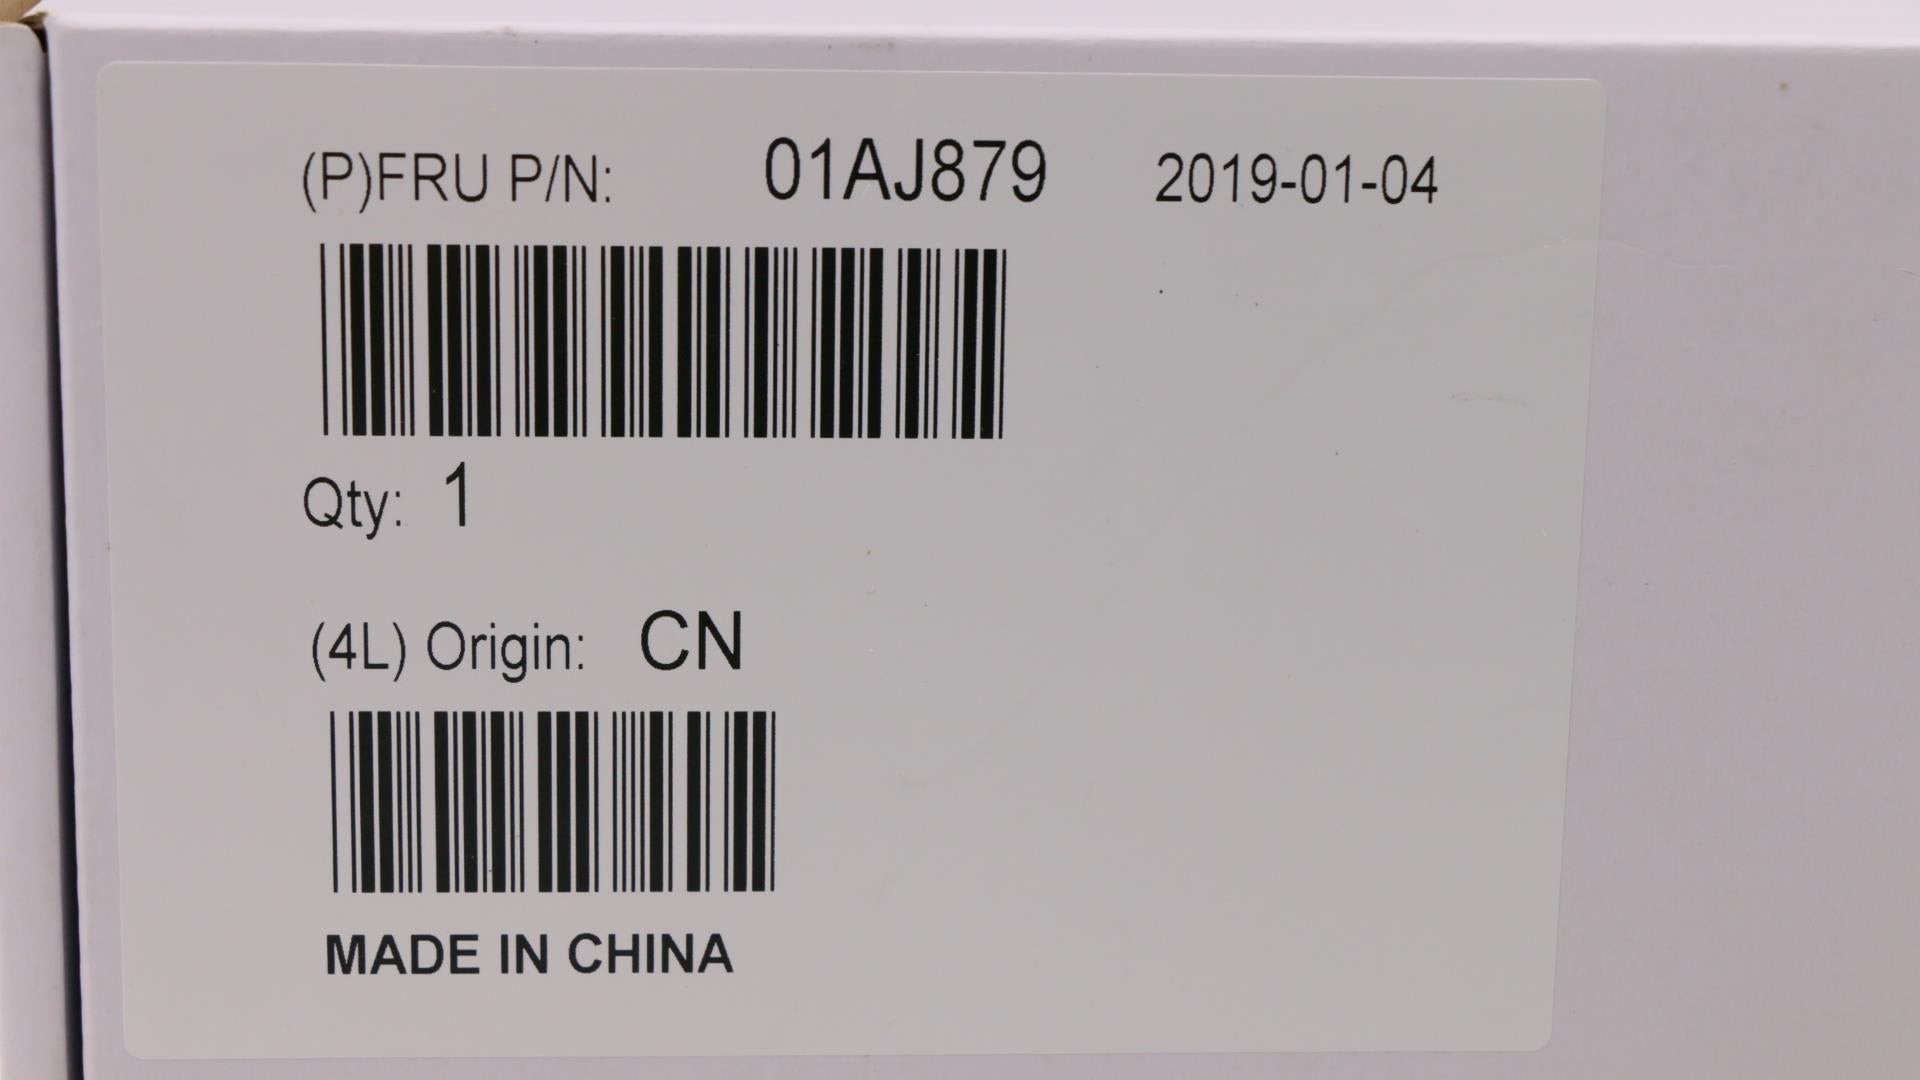 (P)FRU P/N: 01AJ879 2019-01-04
Qty: 1
(4L) Origin: CN
MADE IN CHINA